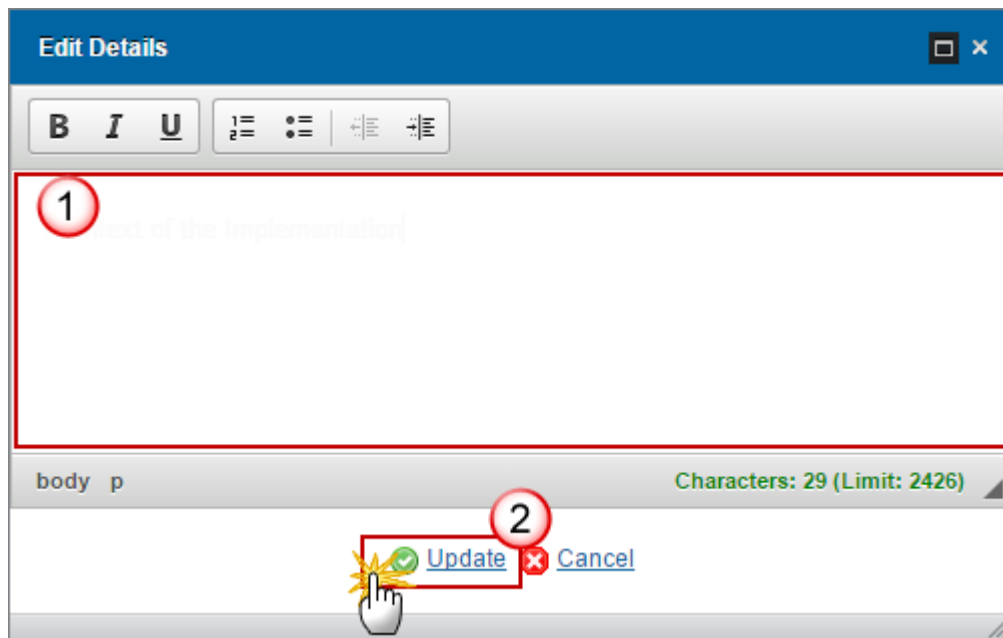 Edit Details
B I U
1
text of the Implementation
body p
Characters: 29 (Limit: 2426)
2
Update Cancel